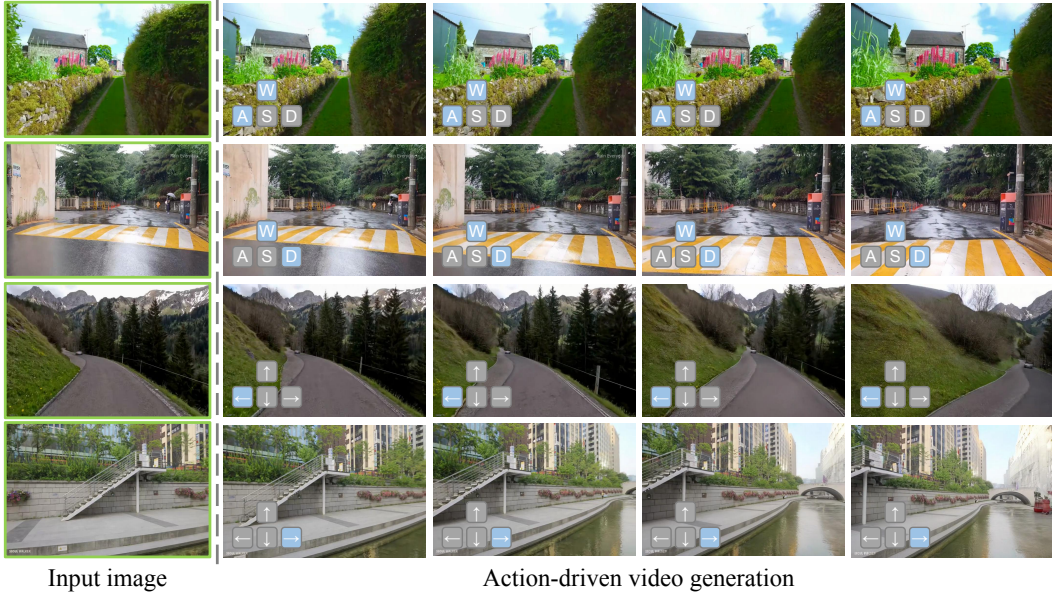 W W W W
A S D A S D A S D A S D
W W W W
A S D A S D A S D A S D
↑ ↑ ↑ ↑
← ↓ → ← ↓ → ← ↓ → ← ↓ →
↑ ↑ ↑ ↑
← ↓ → ← ↓ → ← ↓ → ← ↓ →
Input image
Action-driven video generation